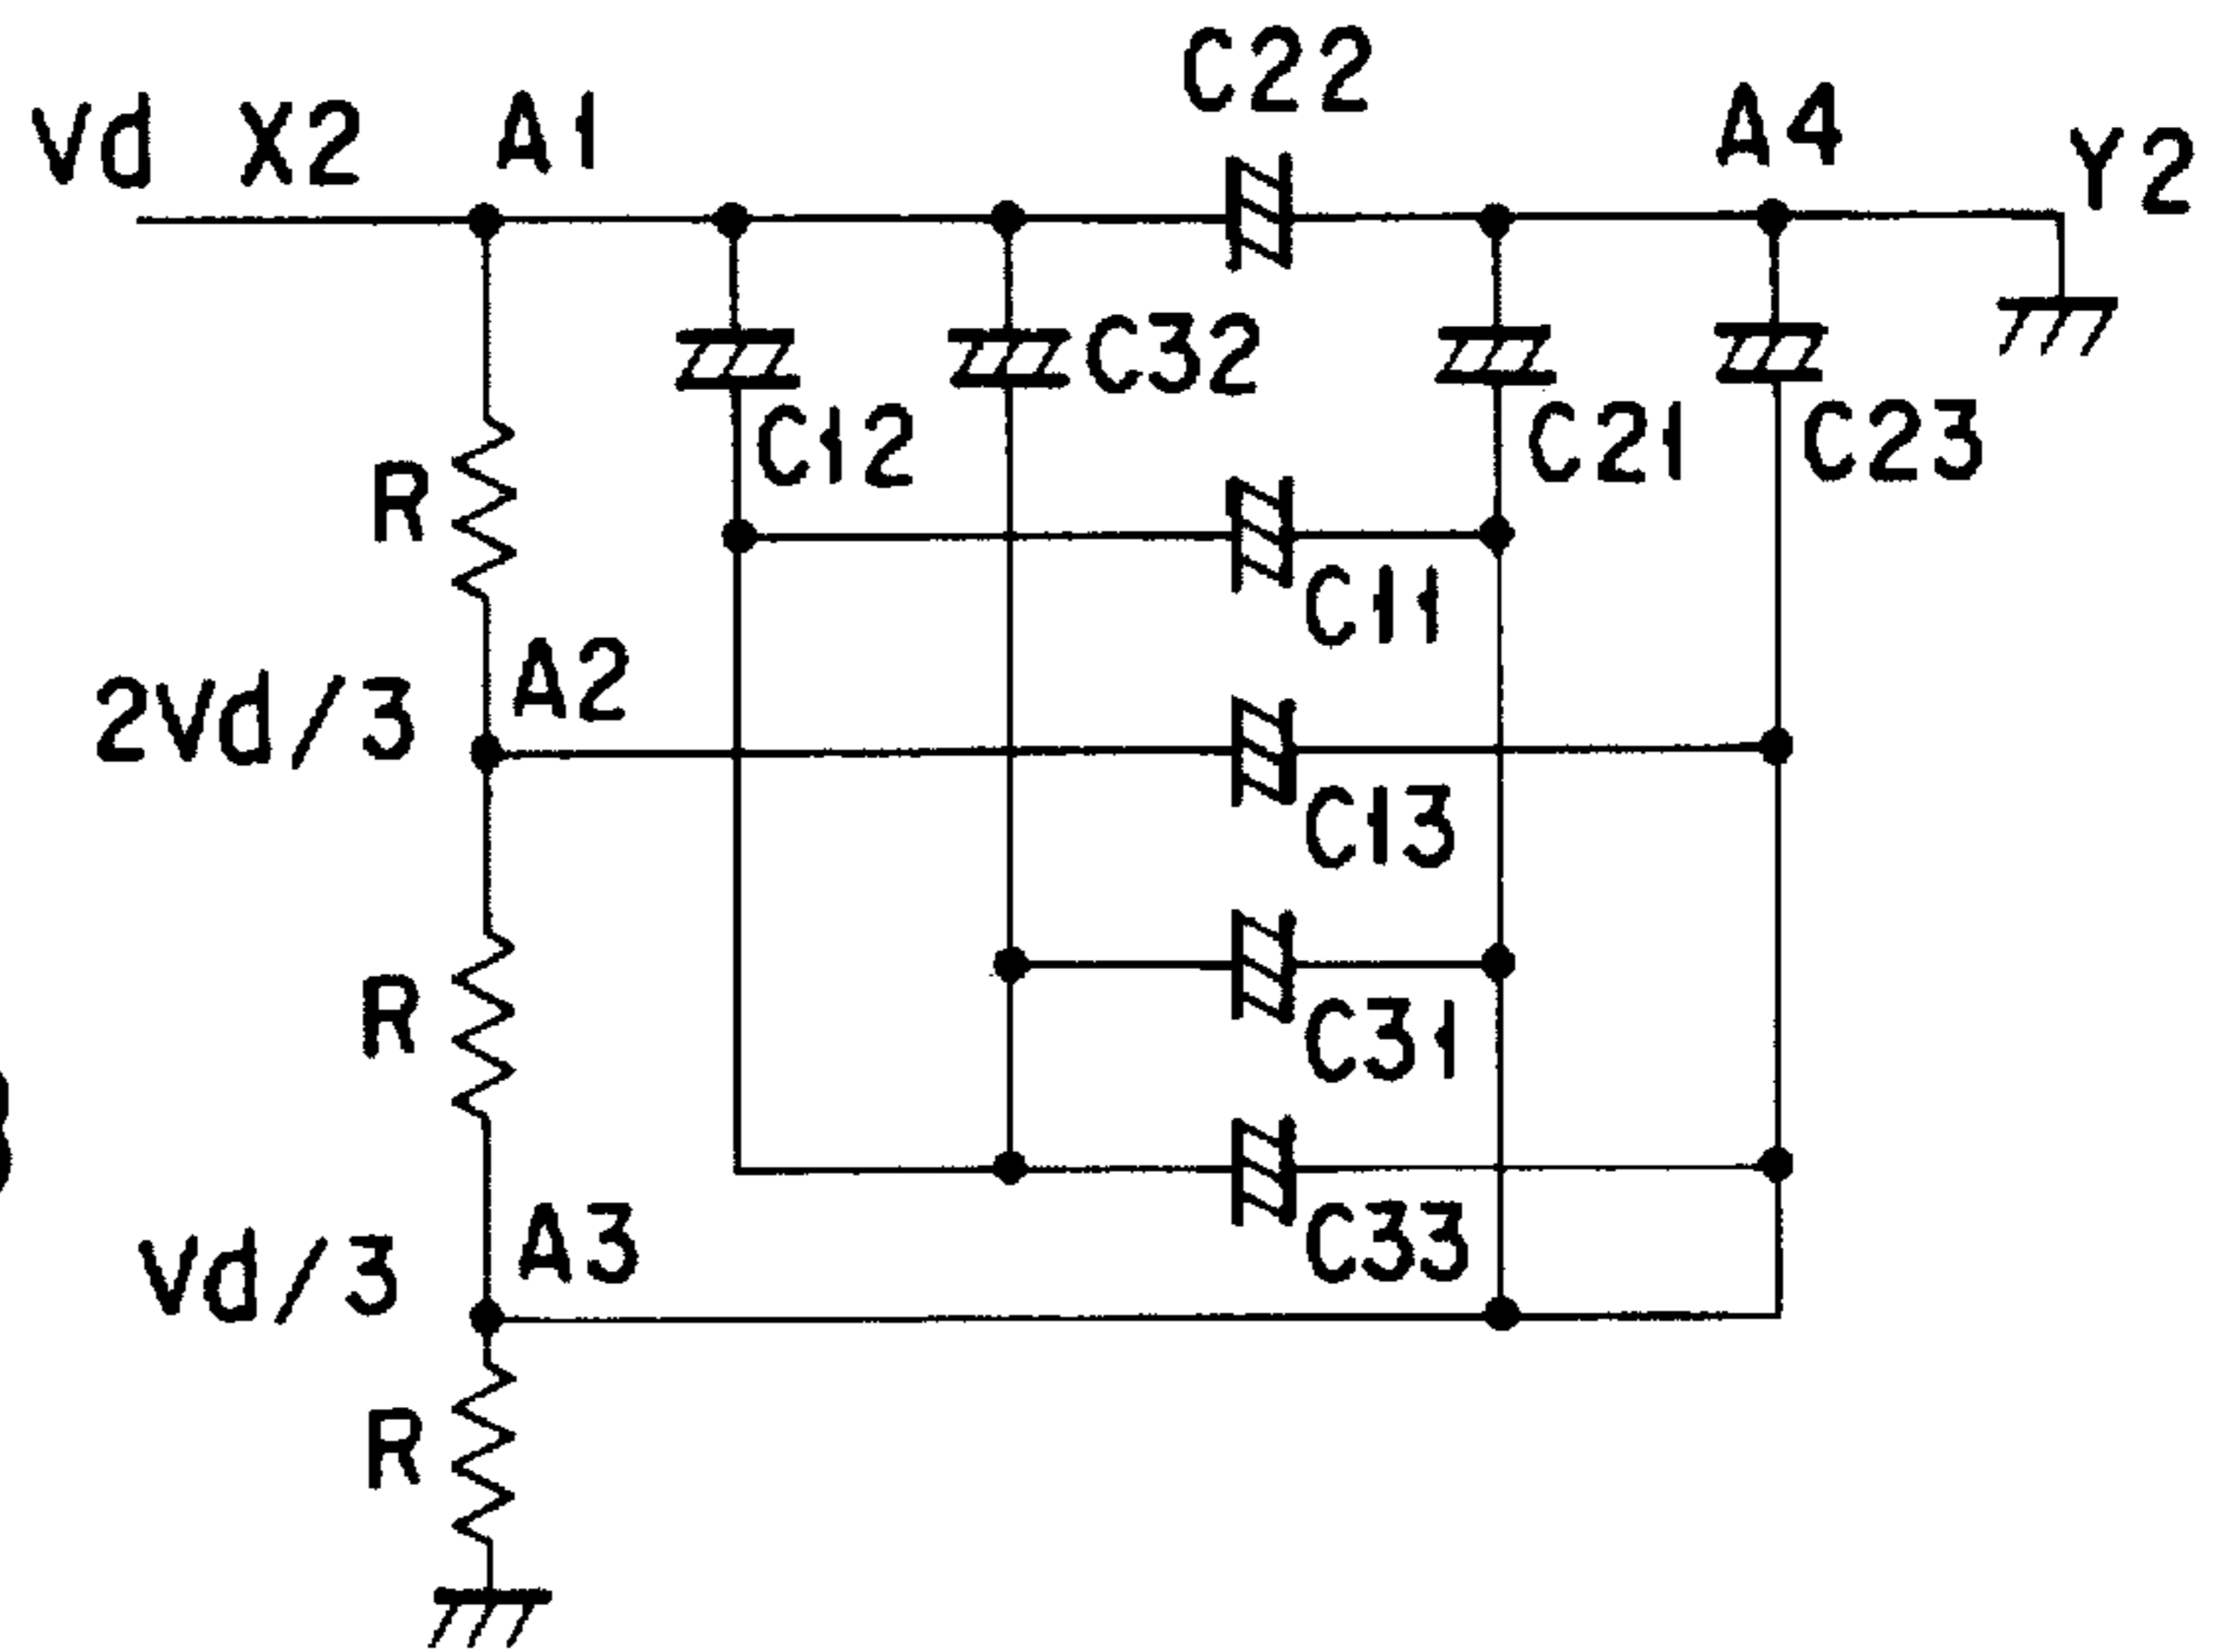 C22
Vd X2 A1 A4 Y2
C32
C12 C21 C23
R
C11
2Vd/3 A2
C13
R
C31
Vd/3 A3 C33
R